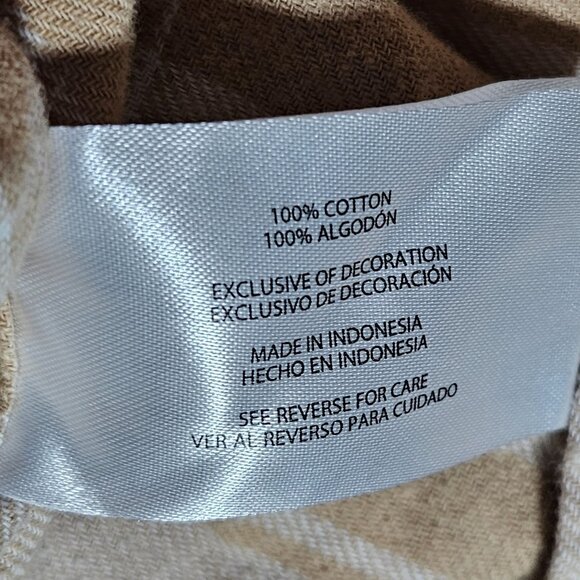 100% COTTON
100% ALGODÓN
EXCLUSIVE OF DECORATION
EXCLUSIVO DE DECORACIÓN
MADE IN INDONESIA
HECHO EN INDONESIA
SEE REVERSE FOR CARE
VER AL REVERSO PARA CUIDADO